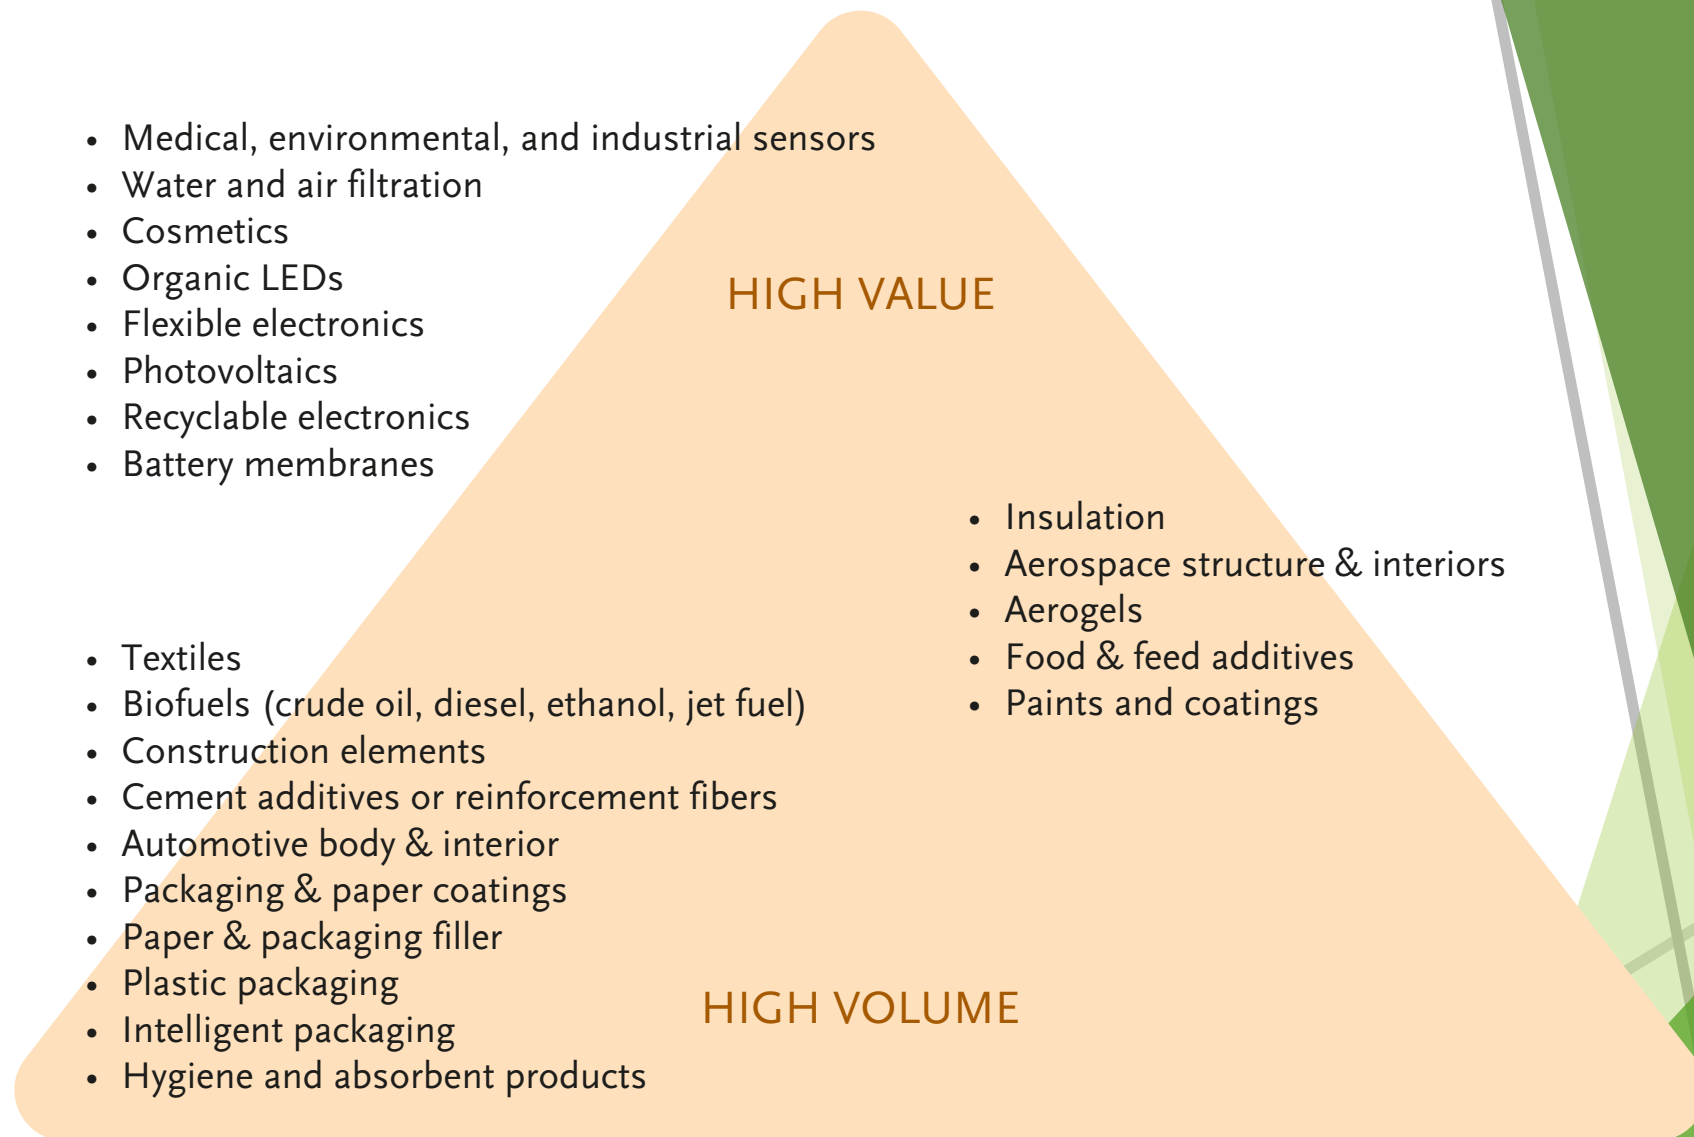 • Medical, environmental, and industrial sensors
• Water and air filtration
• Cosmetics
• Organic LEDs
• Flexible electronics
• Photovoltaics
• Recyclable electronics
• Battery membranes
HIGH VALUE
• Insulation
• Aerospace structure & interiors
• Aerogels
• Food & feed additives
• Paints and coatings
• Textiles
• Biofuels (crude oil, diesel, ethanol, jet fuel)
• Construction elements
• Cement additives or reinforcement fibers
• Automotive body & interior
• Packaging & paper coatings
• Paper & packaging filler
• Plastic packaging
• Intelligent packaging
• Hygiene and absorbent products
HIGH VOLUME